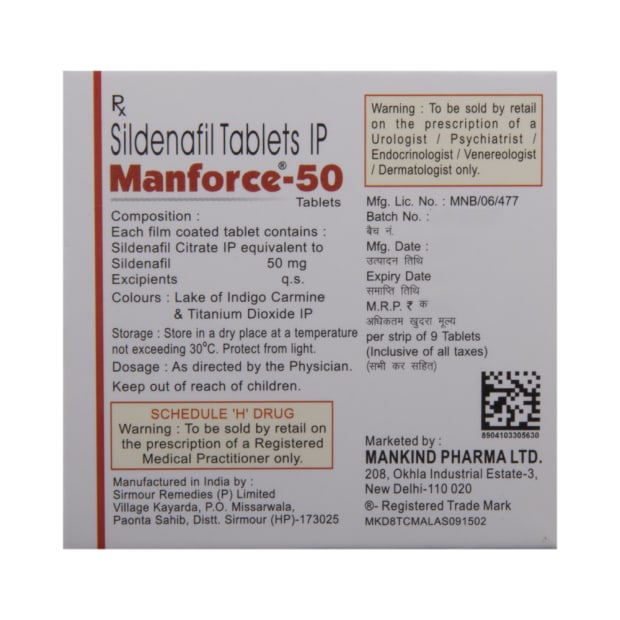 Rx
Sildenafil Tablets IP
Manforce®-50
Tablets
Composition :
Each film coated tablet contains :
Sildenafil Citrate IP equivalent to
Sildenafil 50 mg
Excipients q.s.
Colours : Lake of Indigo Carmine
& Titanium Dioxide IP
Storage : Store in a dry place at a temperature
not exceeding 30°C. Protect from light.
Dosage : As directed by the Physician.
Keep out of reach of children.
SCHEDULE 'H' DRUG
Warning : To be sold by retail on
the prescription of a Registered
Medical Practitioner only.
Manufactured in India by :
Sirmour Remedies (P) Limited
Village Kayarda, P.O. Missarwala,
Paonta Sahib, Distt. Sirmour (HP)-173025
Warning : To be sold by retail
on the prescription of a
Urologist / Psychiatrist /
Endocrinologist / Venereologist
/ Dermatologist only.
Mfg. Lic. No. : MNB/06/477
Batch No. :
बैच नं.
Mfg. Date :
उत्पादन तिथि
Expiry Date
समाप्ति तिथि
M.R.P. ₹ रु
अधिकतम खुदरा मूल्य
per strip of 9 Tablets
(Inclusive of all taxes)
(सभी कर सहित)
8904103305630
Marketed by :
MANKIND PHARMA LTD.
208, Okhla Industrial Estate-3,
New Delhi-110 020
®- Registered Trade Mark
MKD8TCMALAS091502